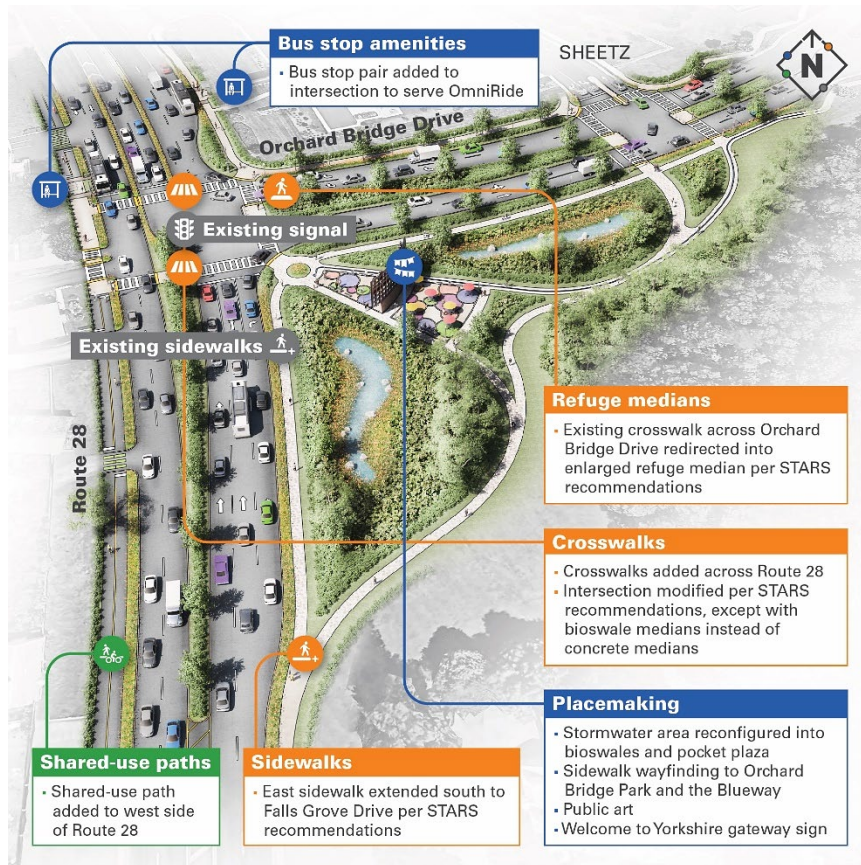 Bus stop amenities
▪ Bus stop pair added to
intersection to serve OmniRide
SHEETZ
N
Orchard Bridge Drive
Existing signal
Existing sidewalks
Route 28
Refuge medians
▪ Existing crosswalk across Orchard
Bridge Drive redirected into
enlarged refuge median per STARS
recommendations
Crosswalks
▪ Crosswalks added across Route 28
▪ Intersection modified per STARS
recommendations, except with
bioswale medians instead of
concrete medians
Placemaking
▪ Stormwater area reconfigured into
bioswales and pocket plaza
▪ Sidewalk wayfinding to Orchard
Bridge Park and the Blueway
▪ Public art
▪ Welcome to Yorkshire gateway sign
Shared-use paths
▪ Shared-use path
added to west side
of Route 28
Sidewalks
▪ East sidewalk extended south to
Falls Grove Drive per STARS
recommendations